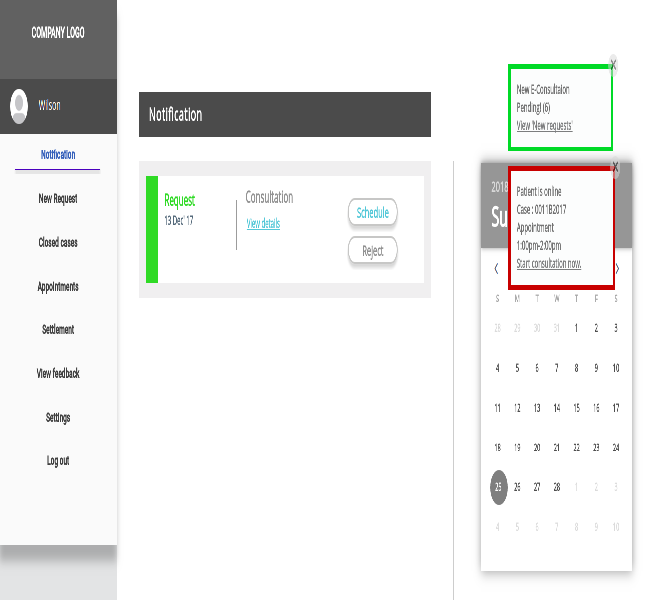 COMPANY LOGO
Wilson
Notification
New Request
Closed cases
Appointments
Settlement
View feedback
Settings
Log out
Notification
Request
13 Dec' 17
Consultation
View details
Schedule
Reject
X
New E-Consultaion
Pending! (6)
View 'New requests'
2018
Su
X
Patient is online
Case : 0011B2017
Appointment
1:00pm-2:00pm
Start consultation now.
S M T W T F S
28 29 30 31 1 2 3
4 5 6 7 8 9 10
11 12 13 14 15 16 17
18 19 20 21 22 23 24
25 26 27 28 1 2 3
4 5 6 7 8 9 10